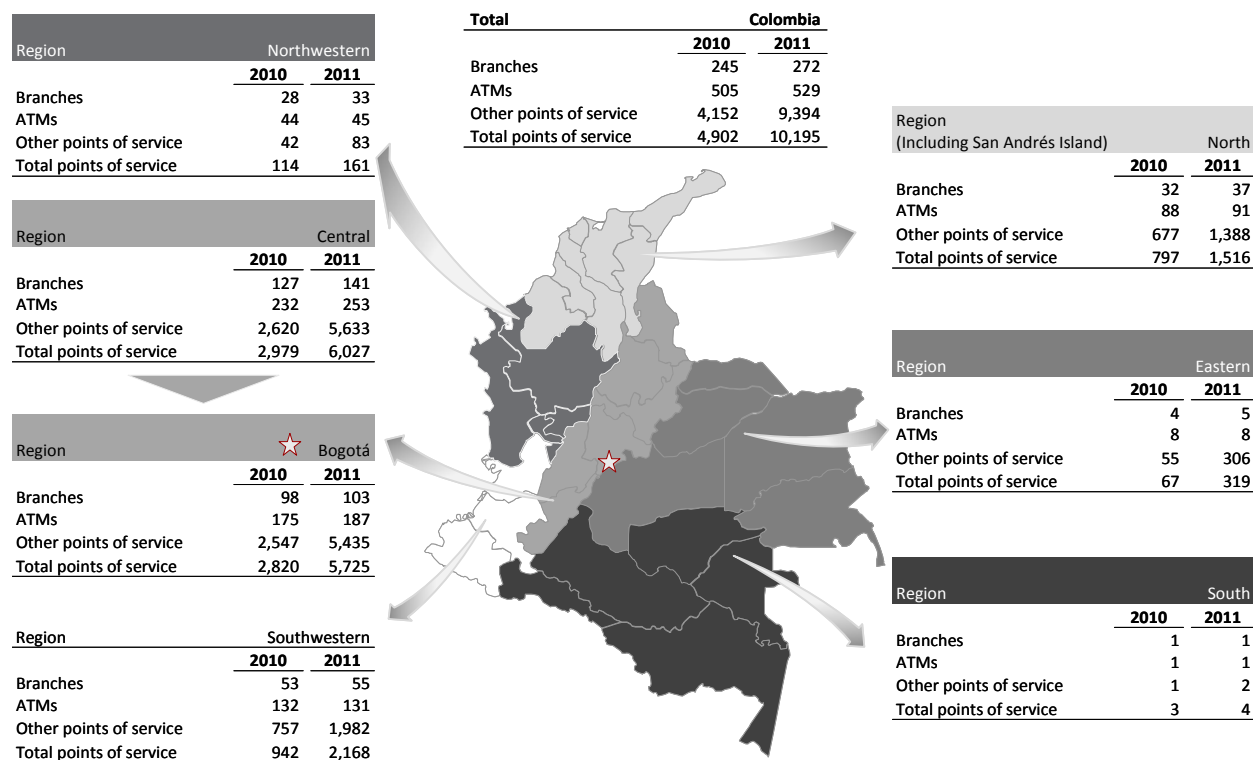 Region Northwestern
2010 2011
Branches 28 33
ATMs 44 45
Other points of service 42 83
Total points of service 114 161
Region Central
2010 2011
Branches 127 141
ATMs 232 253
Other points of service 2,620 5,633
Total points of service 2,979 6,027
Region Bogotá
2010 2011
Branches 98 103
ATMs 175 187
Other points of service 2,547 5,435
Total points of service 2,820 5,725
Region Southwestern
2010 2011
Branches 53 55
ATMs 132 131
Other points of service 757 1,982
Total points of service 942 2,168
Total Colombia
2010 2011
Branches 245 272
ATMs 505 529
Other points of service 4,152 9,394
Total points of service 4,902 10,195
Region
(Including San Andrés Island) North
2010 2011
Branches 32 37
ATMs 88 91
Other points of service 677 1,388
Total points of service 797 1,516
Region Eastern
2010 2011
Branches 4 5
ATMs 8 8
Other points of service 55 306
Total points of service 67 319
Region South
2010 2011
Branches 1 1
ATMs 1 1
Other points of service 1 2
Total points of service 3 4